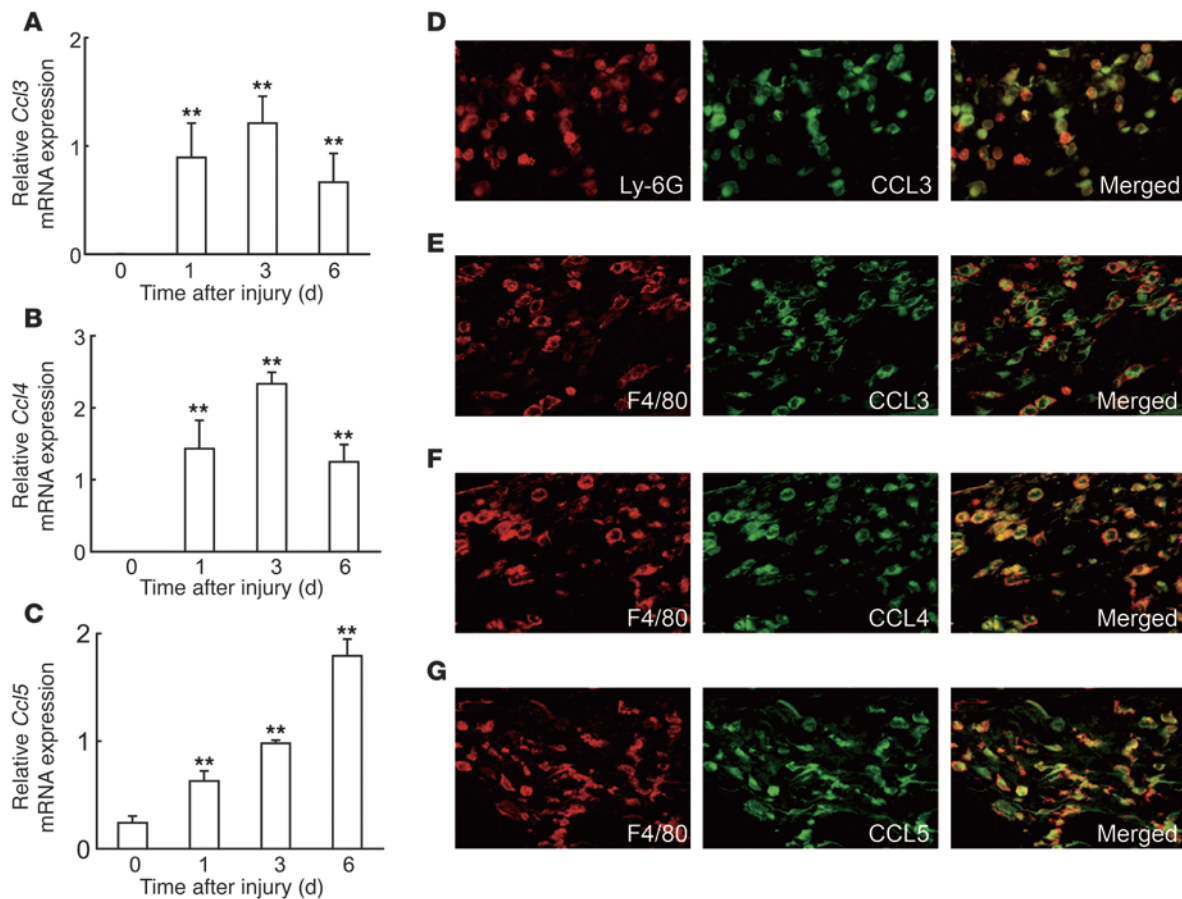 A
Relative Ccl3
mRNA expression
2
1
0
**
**
**
0 1 3 6
Time after injury (d)
B
Relative Ccl4
mRNA expression
3
2
1
0
**
**
**
0 1 3 6
Time after injury (d)
C
Relative Ccl5
mRNA expression
2
1
0
**
**
**
0 1 3 6
Time after injury (d)
D
Ly-6G CCL3 Merged
E
F4/80 CCL3 Merged
F
F4/80 CCL4 Merged
G
F4/80 CCL5 Merged